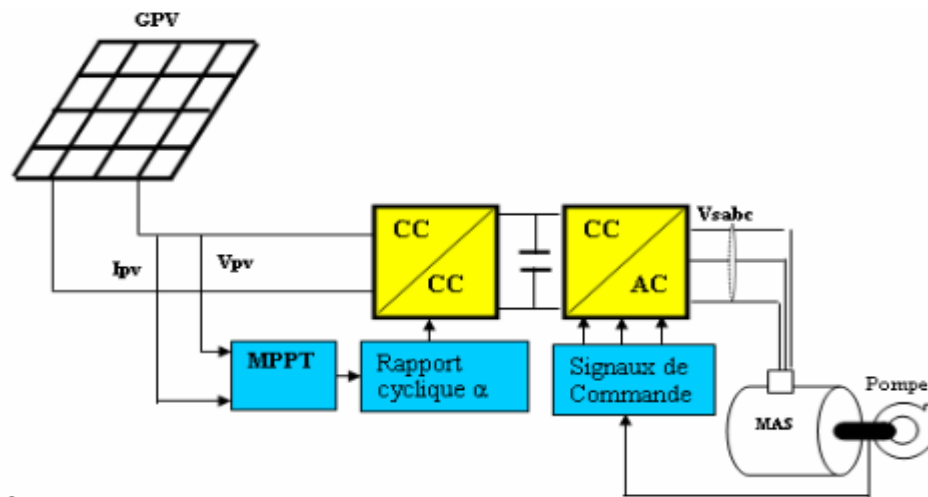 GPV
CC
CC
CC
AC
Vsabc
Ipv
Vpv
MPPT
Rapport
cyclique α
Signaux de
Commande
Pompe
MAS